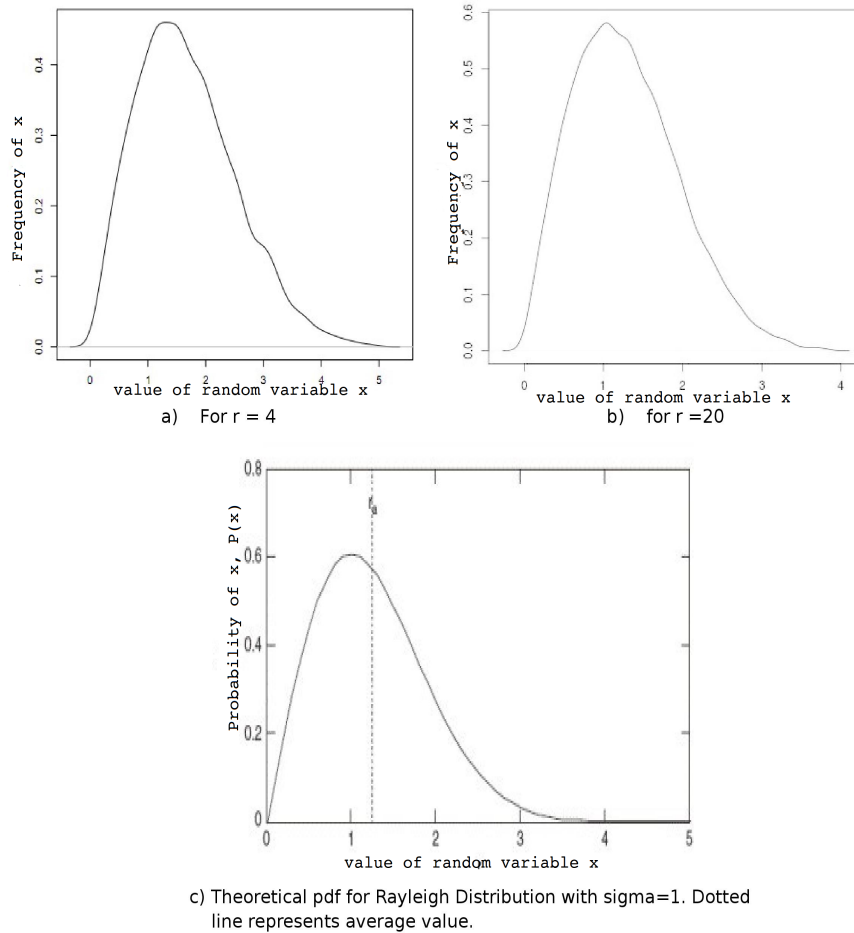 Frequency of x
0.0
0.1
0.2
0.3
0.4
0 1 2 3 4 5
value of random variable x
a) For r = 4
Frequency of x
0.0
0.1
0.2
0.3
0.4
0.5
0.6
0 1 2 3 4
value of random variable x
b) for r =20
Probability of x, P(x)
0.8
0.6
0.4
0.2
0
0 1 2 3 4 5
value of random variable x
c) Theoretical pdf for Rayleigh Distribution with sigma=1. Dotted
line represents average value.